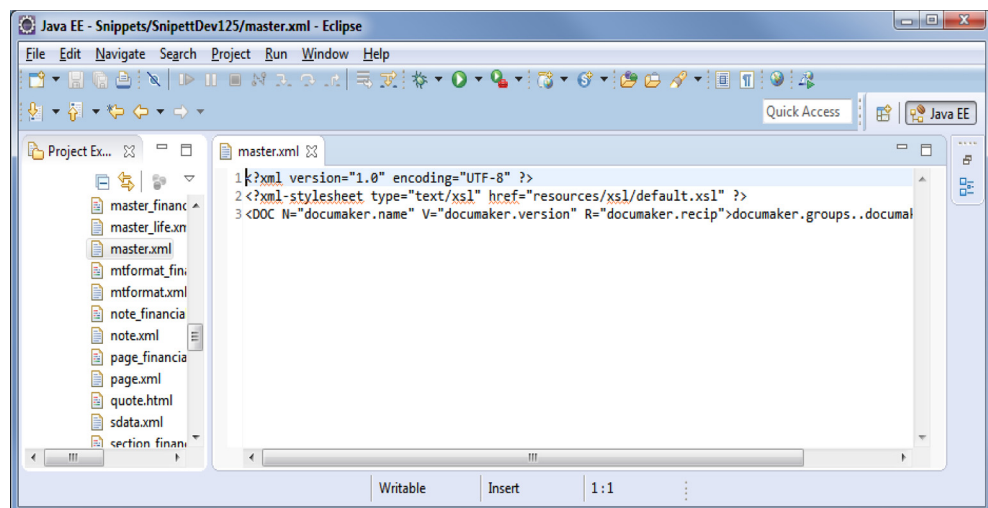 Java EE - Snippets/SnipettDev125/master.xml - Eclipse
File Edit Navigate Search Project Run Window Help
Quick Access
Java EE
Project Ex...
master.xml
1 <?xml version="1.0" encoding="UTF-8" ?>
2 <?xml-stylesheet type="text/xsl" href="resources/xsl/default.xsl" ?>
3 <DOC N="documaker.name" V="documaker.version" R="documaker.recip">documaker.groups..documak
master_financ
master_life.xm
master.xml
mtformat_fina
mtformat.xml
note_financia
note.xml
page_financia
page.xml
quote.html
sdata.xml
section_financ
Writable Insert 1:1